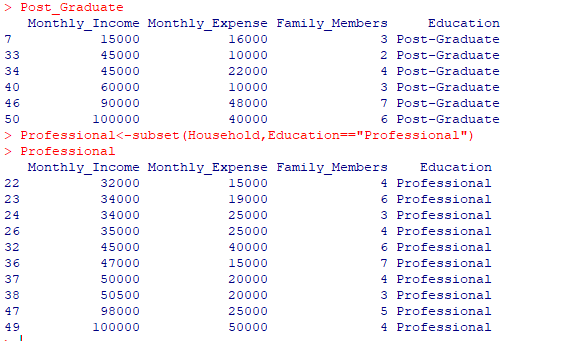 > Post_Graduate
Monthly_Income Monthly_Expense Family_Members Education
7 15000 16000 3 Post-Graduate
33 45000 10000 2 Post-Graduate
34 45000 22000 4 Post-Graduate
40 60000 10000 3 Post-Graduate
46 90000 48000 7 Post-Graduate
50 100000 40000 6 Post-Graduate
> Professional<-subset(Household,Education=="Professional")
> Professional
Monthly_Income Monthly_Expense Family_Members Education
22 32000 15000 4 Professional
23 34000 19000 6 Professional
24 34000 25000 3 Professional
26 35000 25000 4 Professional
32 45000 40000 6 Professional
36 47000 15000 7 Professional
37 50000 20000 4 Professional
38 50500 20000 3 Professional
47 98000 25000 5 Professional
49 100000 50000 4 Professional
>